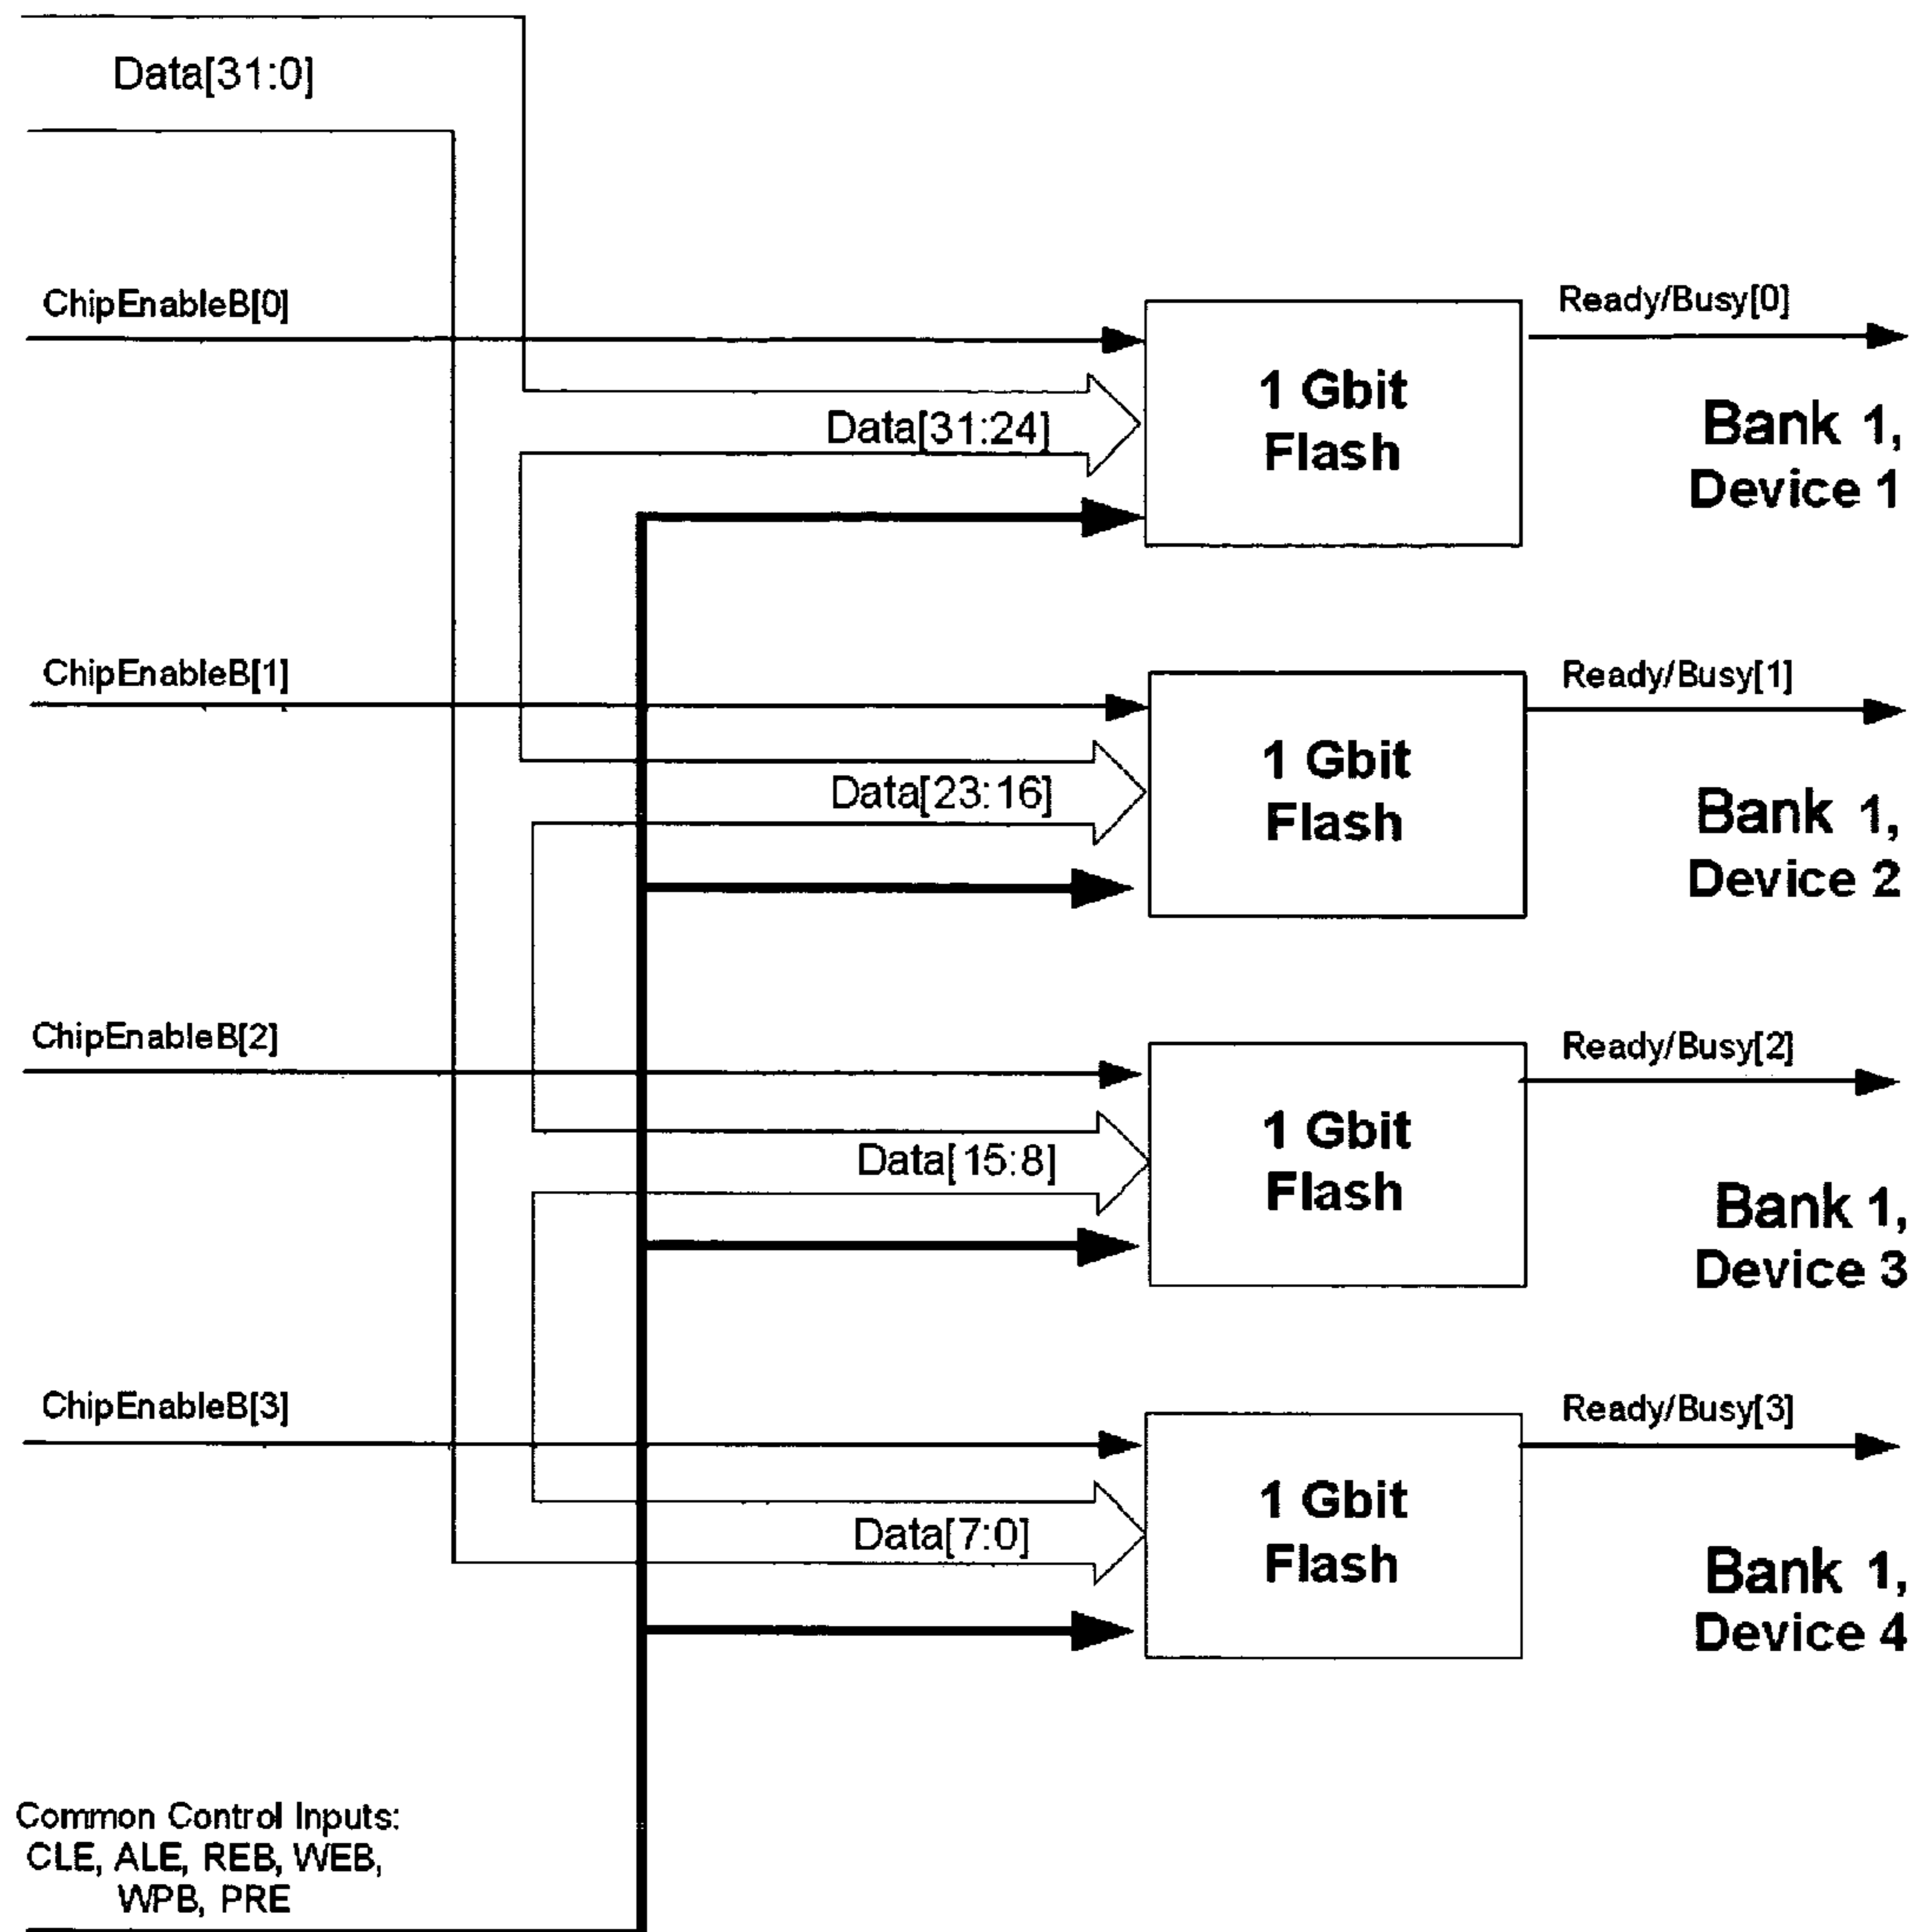 Data[31:0]
ChipEnableB[0]
Ready/Busy[0]
1 Gbit
Flash
Data[31:24]
Bank 1,
Device 1
ChipEnableB[1]
Ready/Busy[1]
1 Gbit
Flash
Data[23:16]
Bank 1,
Device 2
ChipEnableB[2]
Ready/Busy[2]
1 Gbit
Flash
Data[15:8]
Bank 1,
Device 3
ChipEnableB[3]
Ready/Busy[3]
1 Gbit
Flash
Data[7:0]
Bank 1,
Device 4
Common Control Inputs:
CLE, ALE, REB, WEB,
WPB, PRE